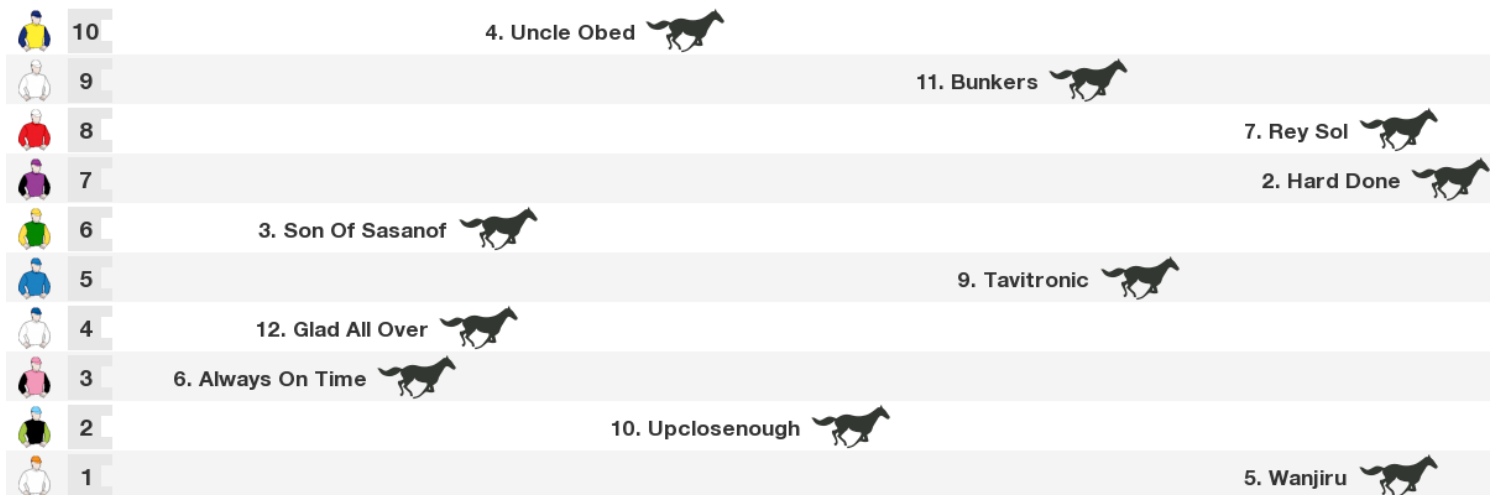 10 4. Uncle Obed
9 11. Bunkers
8 7. Rey Sol
7 2. Hard Done
6 3. Son Of Sasanof
5 9. Tavitronic
4 12. Glad All Over
3 6. Always On Time
2 10. Upclosenough
1 5. Wanjiru